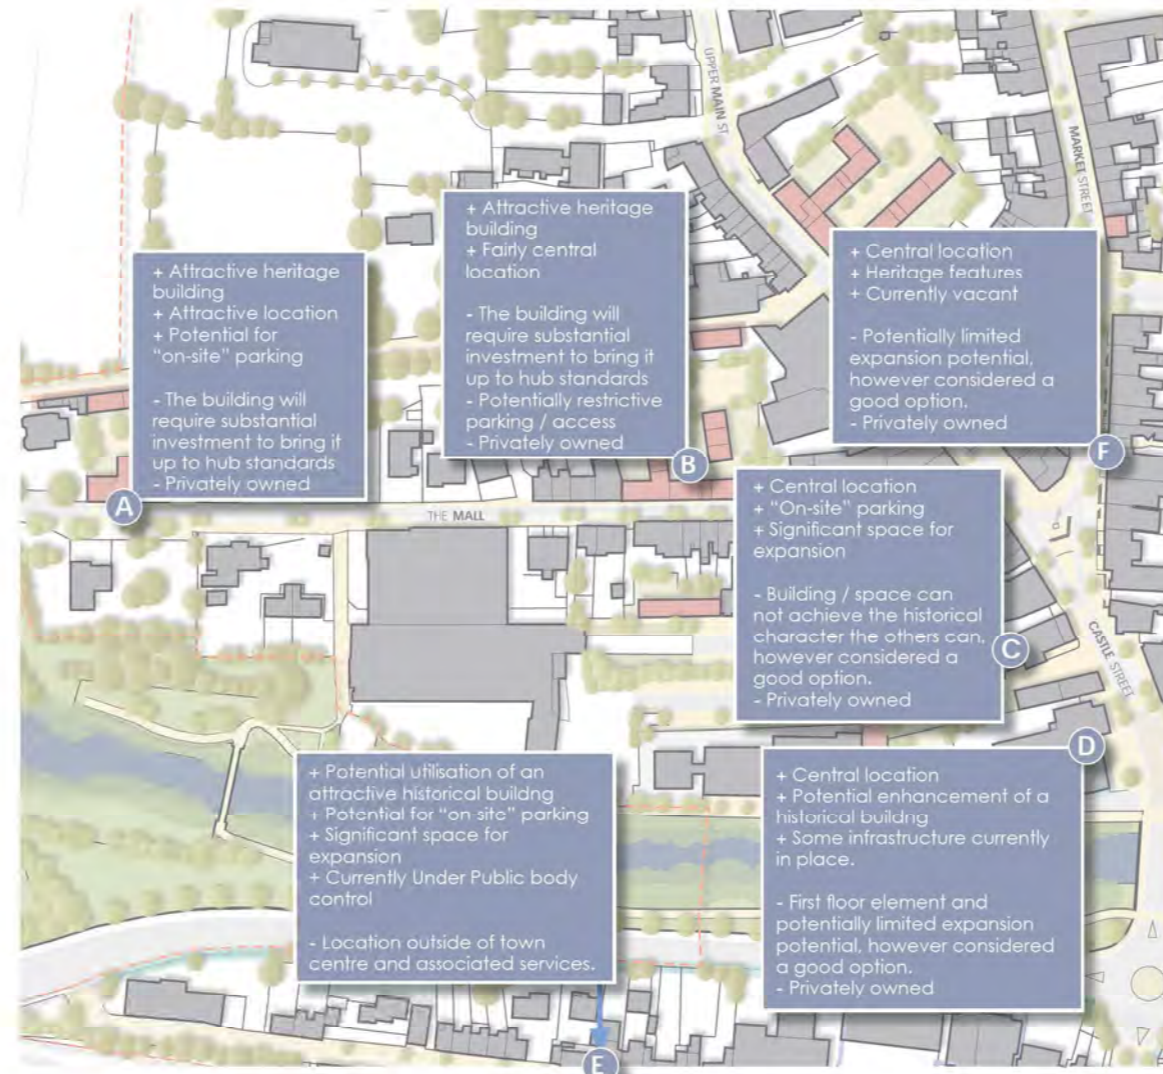 UPPER MAIN ST
MARKET STREET
+ Attractive heritage
building
+ Attractive location
+ Potential for
“on-site” parking
- The building will
require substantial
investment to bring it
up to hub standards
- Privately owned
A
+ Attractive heritage
building
+ Fairly central
location
- The building will
require substantial
investment to bring it
up to hub standards
- Potentially restrictive
parking / access
- Privately owned
B
+ Central location
+ Heritage features
+ Currently vacant
- Potentially limited
expansion potential,
however considered a
good option.
- Privately owned
F
THE MALL
+ Central location
+ “On-site” parking
+ Significant space for
expansion
- Building / space can
not achieve the historical
character the others can,
however considered a
good option.
- Privately owned
C
CASTLE STREET
+ Potential utilisation of an
attractive historical buildng
+ Potential for “on site” parking
+ Significant space for
expansion
+ Currently Under Public body
control
- Location outside of town
centre and associated services.
E
D
+ Central location
+ Potential enhancement of a
historical buildng
+ Some infrastructure currently
in place.
- First floor element and
potentially limited expansion
potential, however considered
a good option.
- Privately owned